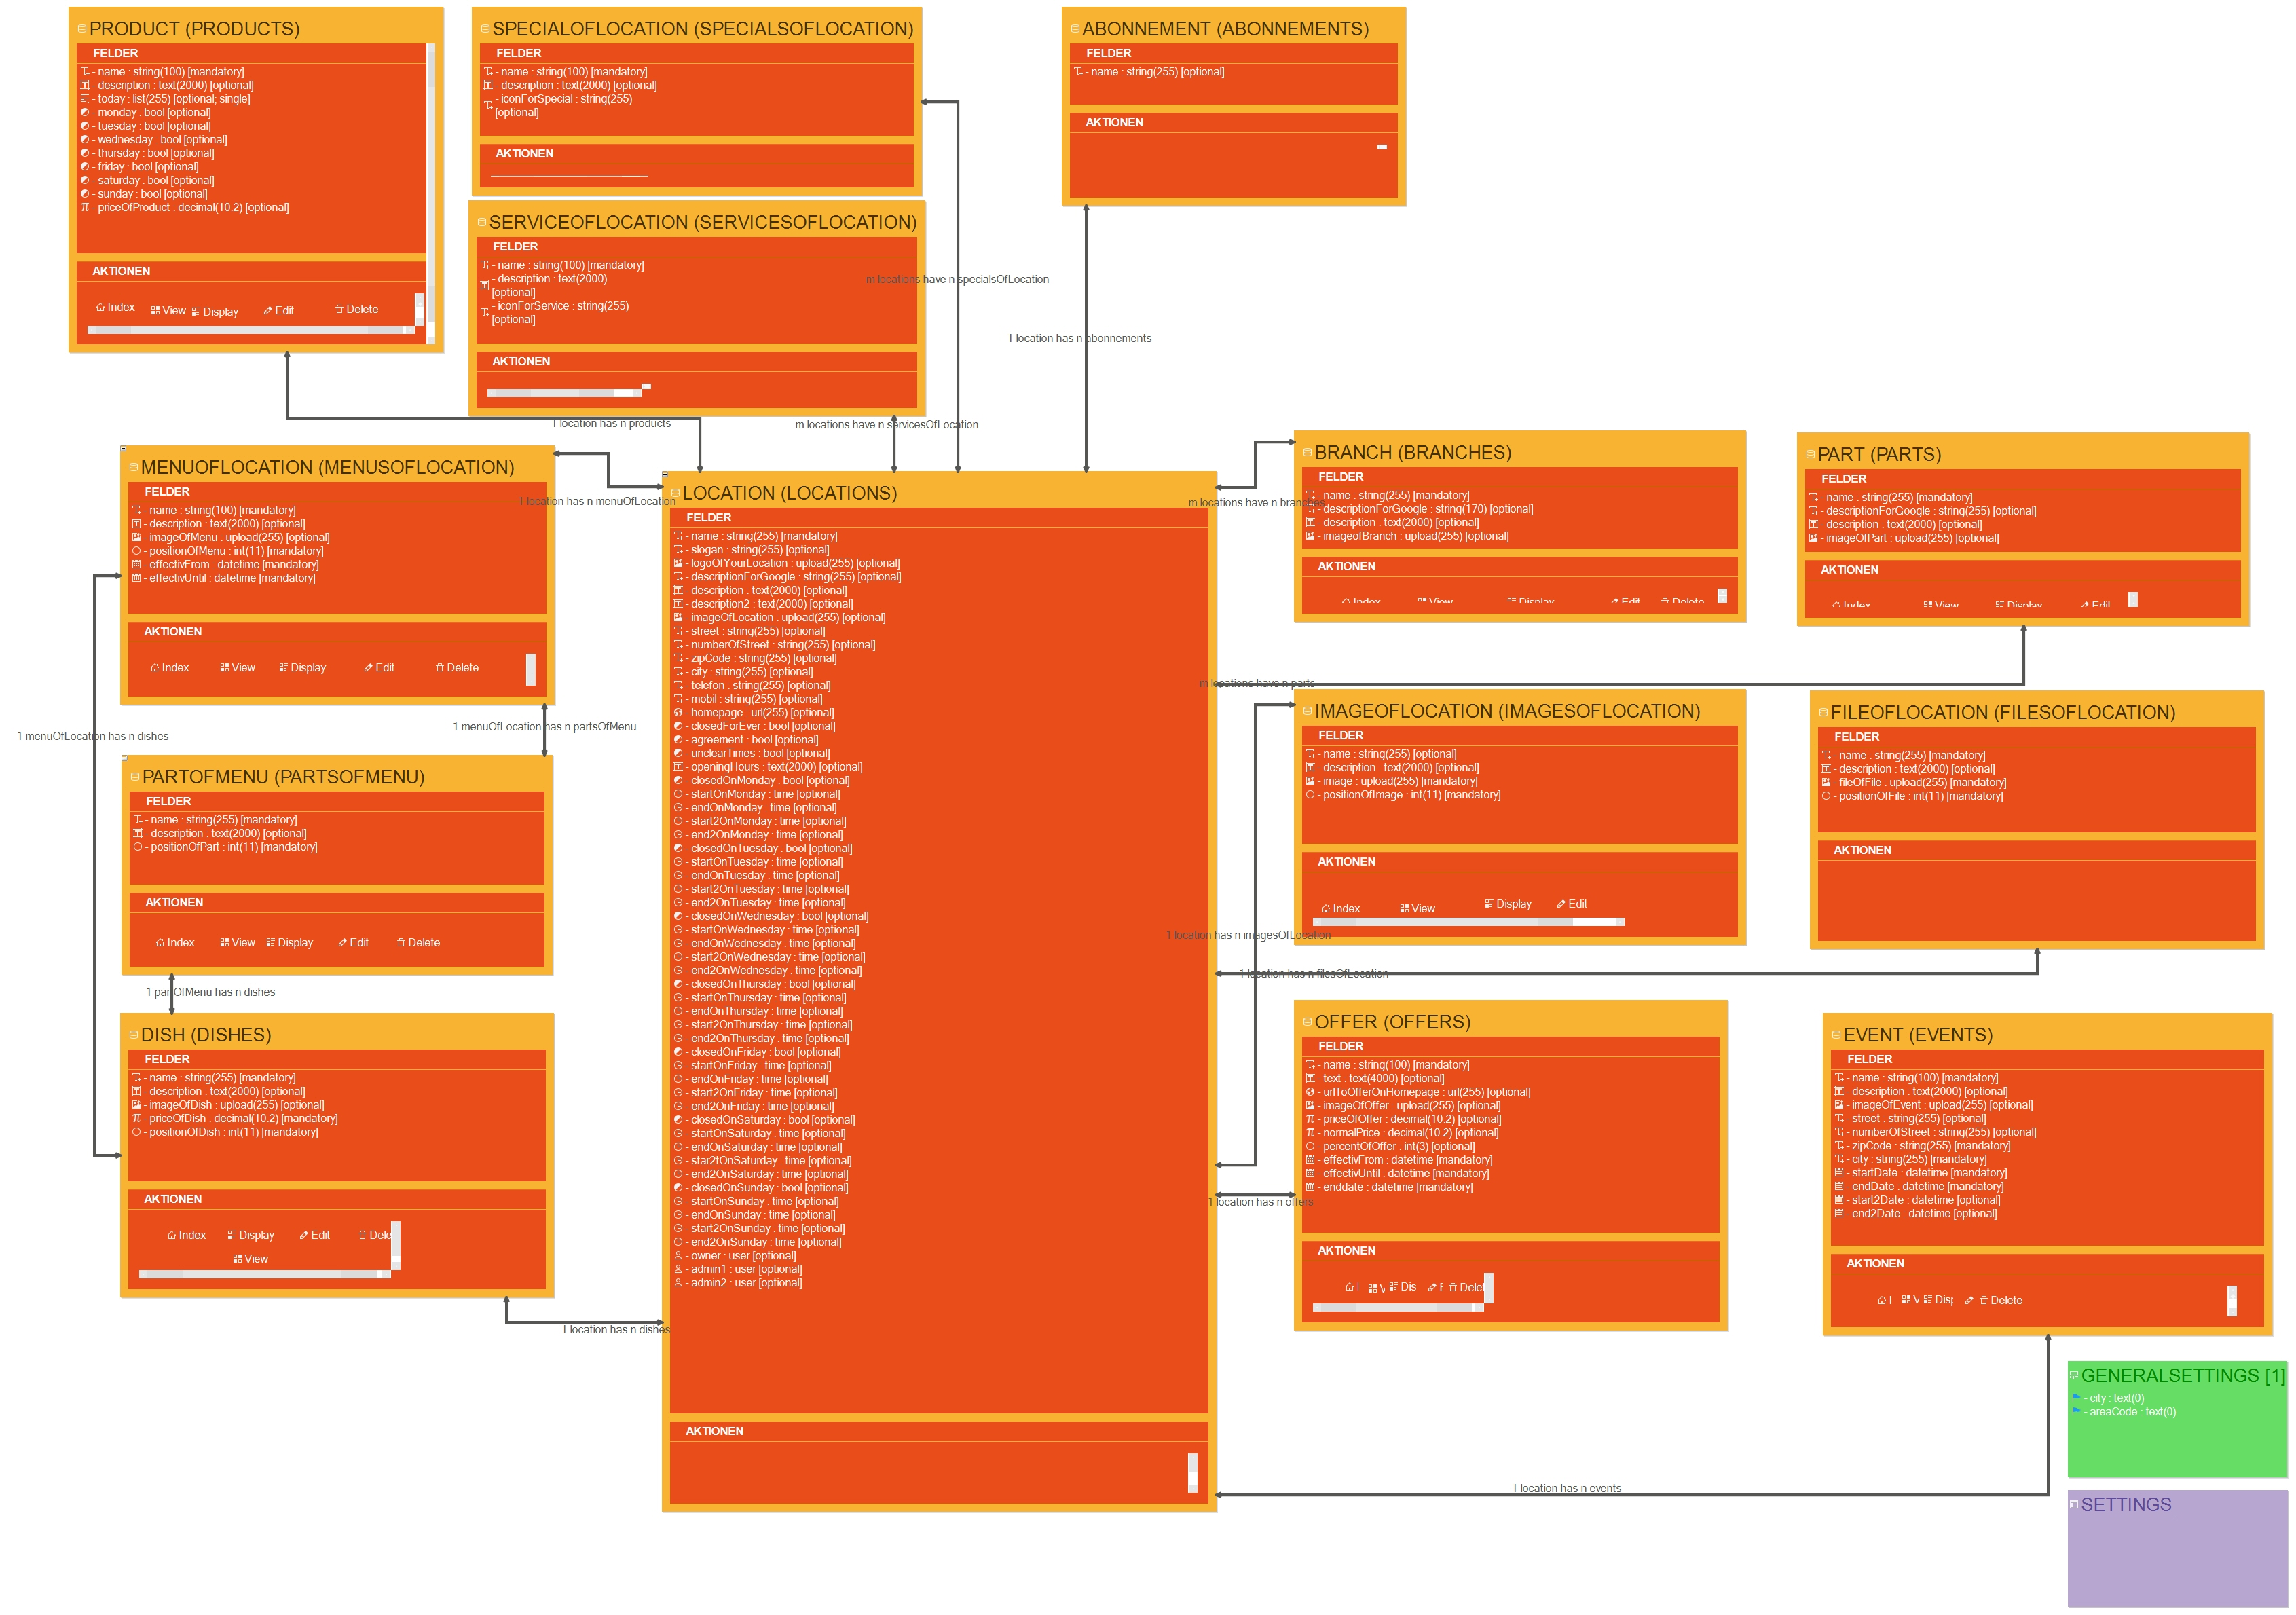 PRODUCT (PRODUCTS)
FELDER
- name : string(100) [mandatory]
- description : text(2000) [optional]
- today : list(255) [optional; single]
- monday : bool [optional]
- tuesday : bool [optional]
- wednesday : bool [optional]
- thursday : bool [optional]
- friday : bool [optional]
- saturday : bool [optional]
- sunday : bool [optional]
- priceOfProduct : decimal(10.2) [optional]
AKTIONEN
Index View Display Edit Delete
SPECIALOFLOCATION (SPECIALSOFLOCATION)
FELDER
- name : string(100) [mandatory]
- description : text(2000) [optional]
- iconForSpecial : string(255)
[optional]
AKTIONEN
SERVICEOFLOCATION (SERVICESOFLOCATION)
FELDER
- name : string(100) [mandatory]
- description : text(2000)
[optional]
- iconForService : string(255)
[optional]
AKTIONEN
ABONNEMENT (ABONNEMENTS)
FELDER
- name : string(255) [optional]
AKTIONEN
m locations have n specialsOfLocation
1 location has n abonnements
1 location has n products
m locations have n servicesOfLocation
MENUOFLOCATION (MENUSOFLOCATION)
FELDER
- name : string(100) [mandatory]
- description : text(2000) [optional]
- imageOfMenu : upload(255) [optional]
- positionOfMenu : int(11) [mandatory]
- effectivFrom : datetime [mandatory]
- effectivUntil : datetime [mandatory]
AKTIONEN
Index View Display Edit Delete
1 location has n menuOfLocation
1 menuOfLocation has n partsOfMenu
1 menuOfLocation has n dishes
PARTOFMENU (PARTSOFMENU)
FELDER
- name : string(255) [mandatory]
- description : text(2000) [optional]
- positionOfPart : int(11) [mandatory]
AKTIONEN
Index View Display Edit Delete
1 partOfMenu has n dishes
DISH (DISHES)
FELDER
- name : string(255) [mandatory]
- description : text(2000) [optional]
- imageOfDish : upload(255) [optional]
- priceOfDish : decimal(10.2) [mandatory]
- positionOfDish : int(11) [mandatory]
AKTIONEN
Index Display Edit Dele
View
1 location has n dishes
LOCATION (LOCATIONS)
FELDER
- name : string(255) [mandatory]
- slogan : string(255) [optional]
- logoOfYourLocation : upload(255) [optional]
- descriptionForGoogle : string(255) [optional]
- description : text(2000) [optional]
- description2 : text(2000) [optional]
- imageOfLocation : upload(255) [optional]
- street : string(255) [optional]
- numberOfStreet : string(255) [optional]
- zipCode : string(255) [optional]
- city : string(255) [optional]
- telefon : string(255) [optional]
- mobil : string(255) [optional]
- homepage : url(255) [optional]
- closedForEver : bool [optional]
- agreement : bool [optional]
- unclearTimes : bool [optional]
- openingHours : text(2000) [optional]
- closedOnMonday : bool [optional]
- startOnMonday : time [optional]
- endOnMonday : time [optional]
- start2OnMonday : time [optional]
- end2OnMonday : time [optional]
- closedOnTuesday : bool [optional]
- startOnTuesday : time [optional]
- endOnTuesday : time [optional]
- start2OnTuesday : time [optional]
- end2OnTuesday : time [optional]
- closedOnWednesday : bool [optional]
- startOnWednesday : time [optional]
- endOnWednesday : time [optional]
- start2OnWednesday : time [optional]
- end2OnWednesday : time [optional]
- closedOnThursday : bool [optional]
- startOnThursday : time [optional]
- endOnThursday : time [optional]
- start2OnThursday : time [optional]
- end2OnThursday : time [optional]
- closedOnFriday : bool [optional]
- startOnFriday : time [optional]
- endOnFriday : time [optional]
- start2OnFriday : time [optional]
- end2OnFriday : time [optional]
- closedOnSaturday : bool [optional]
- startOnSaturday : time [optional]
- endOnSaturday : time [optional]
- star2tOnSaturday : time [optional]
- end2OnSaturday : time [optional]
- closedOnSunday : bool [optional]
- startOnSunday : time [optional]
- endOnSunday : time [optional]
- start2OnSunday : time [optional]
- end2OnSunday : time [optional]
- owner : user [optional]
- admin1 : user [optional]
- admin2 : user [optional]
AKTIONEN
BRANCH (BRANCHES)
FELDER
- name : string(255) [mandatory]
- descriptionForGoogle : string(170) [optional]
- description : text(2000) [optional]
- imageofBranch : upload(255) [optional]
AKTIONEN
Index View Display Edit Delete
m locations have n branches
PART (PARTS)
FELDER
- name : string(255) [mandatory]
- descriptionForGoogle : string(255) [optional]
- description : text(2000) [optional]
- imageOfPart : upload(255) [optional]
AKTIONEN
Index View Display Edit
m locations have n parts
IMAGEOFLOCATION (IMAGESOFLOCATION)
FELDER
- name : string(255) [optional]
- description : text(2000) [optional]
- image : upload(255) [mandatory]
- positionOfImage : int(11) [mandatory]
AKTIONEN
Index View Display Edit
1 location has n imagesOfLocation
FILEOFLOCATION (FILESOFLOCATION)
FELDER
- name : string(255) [mandatory]
- description : text(2000) [optional]
- fileOfFile : upload(255) [mandatory]
- positionOfFile : int(11) [mandatory]
AKTIONEN
1 location has n filesOfLocation
OFFER (OFFERS)
FELDER
- name : string(100) [mandatory]
- text : text(4000) [optional]
- urlToOfferOnHomepage : url(255) [optional]
- imageOfOffer : upload(255) [optional]
- priceOfOffer : decimal(10.2) [optional]
- normalPrice : decimal(10.2) [optional]
- percentOfOffer : int(3) [optional]
- effectivFrom : datetime [mandatory]
- effectivUntil : datetime [mandatory]
- enddate : datetime [mandatory]
AKTIONEN
I V Dis E Delet
1 location has n offers
EVENT (EVENTS)
FELDER
- name : string(100) [mandatory]
- description : text(2000) [optional]
- imageOfEvent : upload(255) [optional]
- street : string(255) [optional]
- numberOfStreet : string(255) [optional]
- zipCode : string(255) [mandatory]
- city : string(255) [mandatory]
- startDate : datetime [mandatory]
- endDate : datetime [mandatory]
- start2Date : datetime [optional]
- end2Date : datetime [optional]
AKTIONEN
I V Disp Delete
1 location has n events
GENERALSETTINGS [1]
- city : text(0)
- areaCode : text(0)
SETTINGS